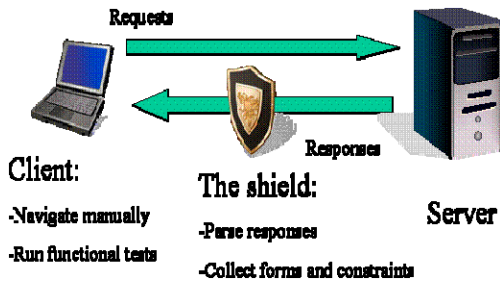 Requests
Responses
Client:
-Navigate manually
-Run functional tests
The shield:
-Parse responses
-Collect forms and constraints
Server